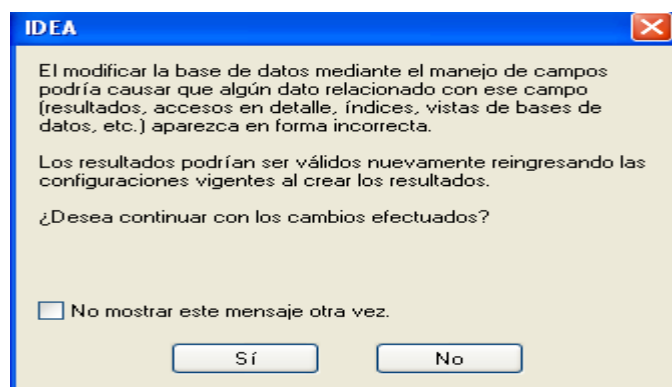 IDEA
El modificar la base de datos mediante el manejo de campos
podría causar que algún dato relacionado con ese campo
(resultados, accesos en detalle, índices, vistas de bases de
datos, etc.) aparezca en forma incorrecta.
Los resultados podrían ser válidos nuevamente reingresando las
configuraciones vigentes al crear los resultados.
¿Desea continuar con los cambios efectuados?
No mostrar este mensaje otra vez.
Sí
No